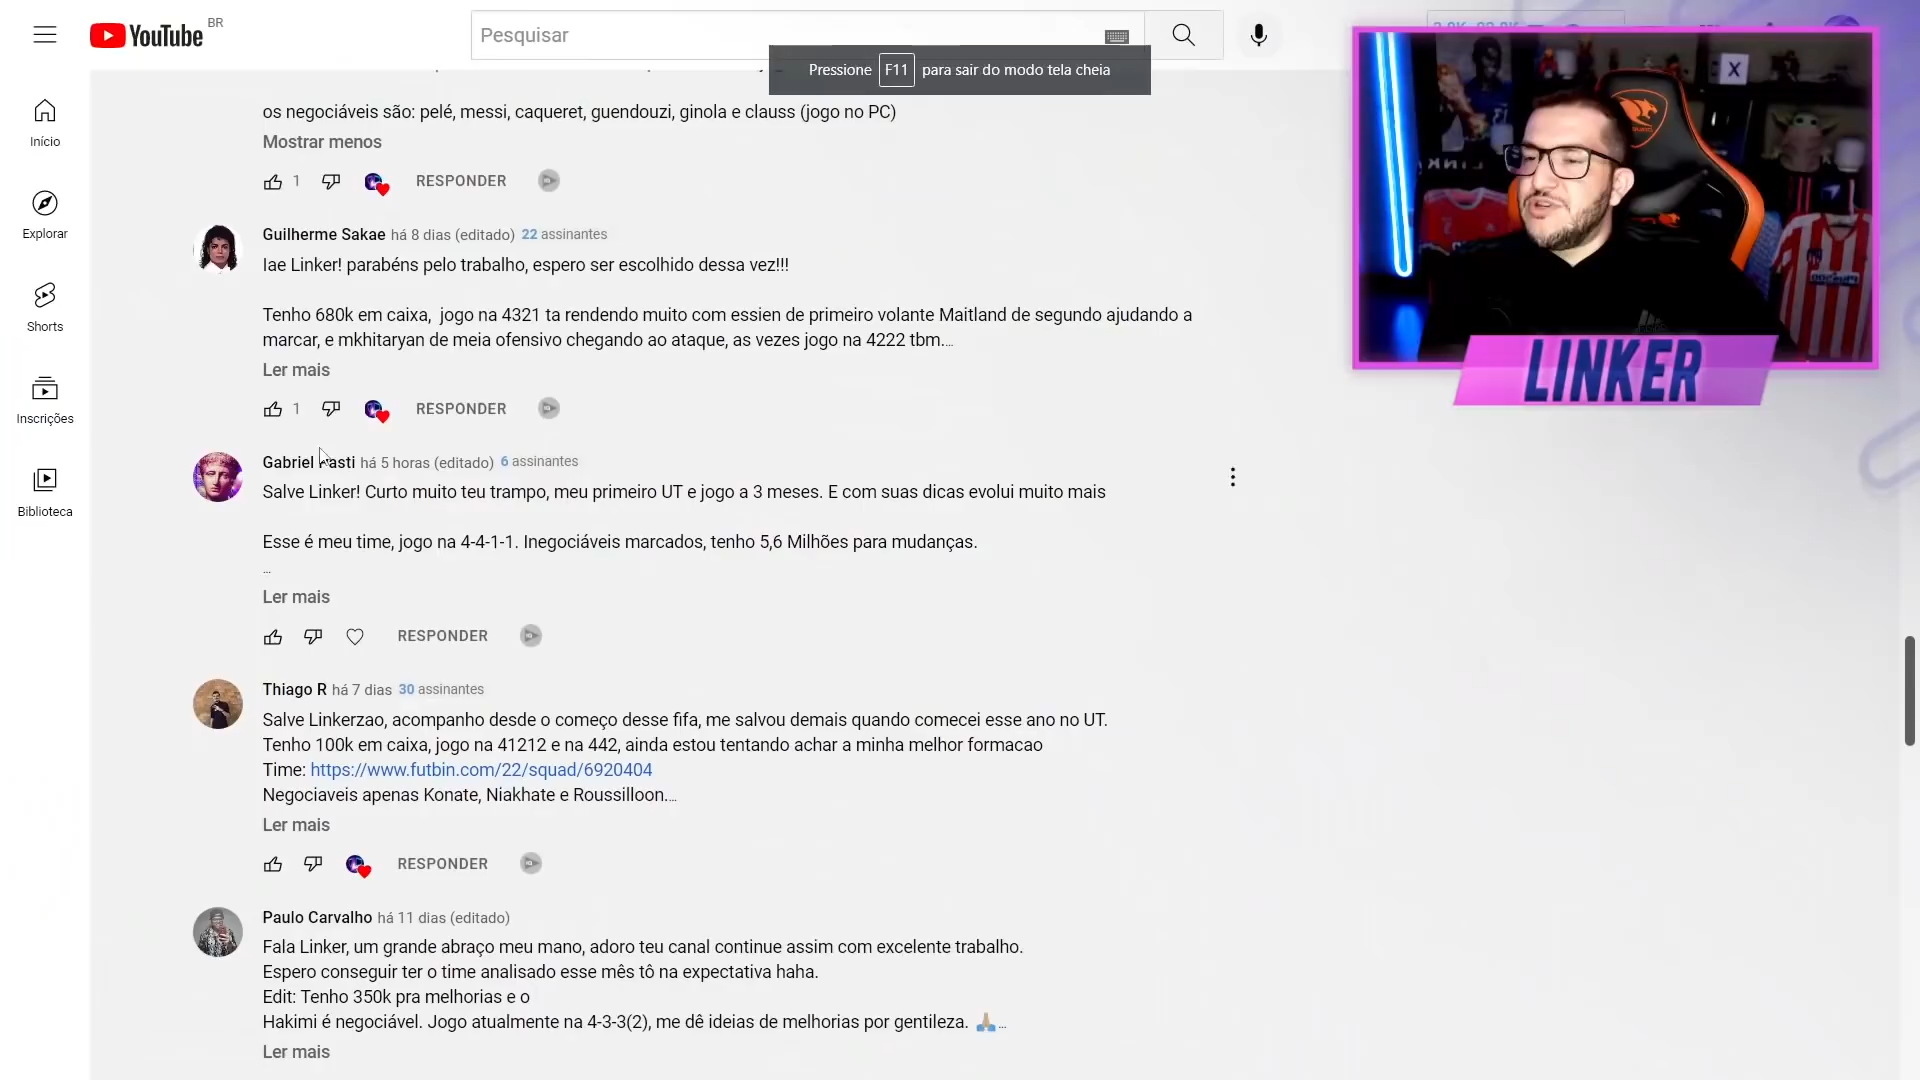 YouTube
BR
Pesquisar
Pressione F11 para sair do modo tela cheia
Início
Explorar
Shorts
Inscrições
Biblioteca
os negociáveis são: pelé, messi, caqueret, guendouzi, ginola e clauss (jogo no PC)
Mostrar menos
1 RESPONDER
Guilherme Sakae há 8 dias (editado) 22 assinantes
Iae Linker! parabéns pelo trabalho, espero ser escolhido dessa vez!!!
Tenho 680k em caixa, jogo na 4321 ta rendendo muito com essien de primeiro volante Maitland de segundo ajudando a
marcar, e mkhitaryan de meia ofensivo chegando ao ataque, as vezes jogo na 4222 tbm....
Ler mais
1 RESPONDER
Gabriel há 5 horas (editado) 6 assinantes
Salve Linker! Curto muito teu trampo, meu primeiro UT e jogo a 3 meses. E com suas dicas evolui muito mais
Esse é meu time, jogo na 4-4-1-1. Inegociáveis marcados, tenho 5,6 Milhões para mudanças.
...
Ler mais
RESPONDER
Thiago R há 7 dias 30 assinantes
Salve Linkerzao, acompanho desde o começo desse fifa, me salvou demais quando comecei esse ano no UT.
Tenho 100k em caixa, jogo na 41212 e na 442, ainda estou tentando achar a minha melhor formacao
Time: https://www.futbin.com/22/squad/6920404
Negociaveis apenas Konate, Niakhate e Roussilloon....
Ler mais
RESPONDER
Paulo Carvalho há 11 dias (editado)
Fala Linker, um grande abraço meu mano, adoro teu canal continue assim com excelente trabalho.
Espero conseguir ter o time analisado esse mês tô na expectativa haha.
Edit: Tenho 350k pra melhorias e o
Hakimi é negociável. Jogo atualmente na 4-3-3(2), me dê ideias de melhorias por gentileza. 🙏🏼...
Ler mais
X
LINKER